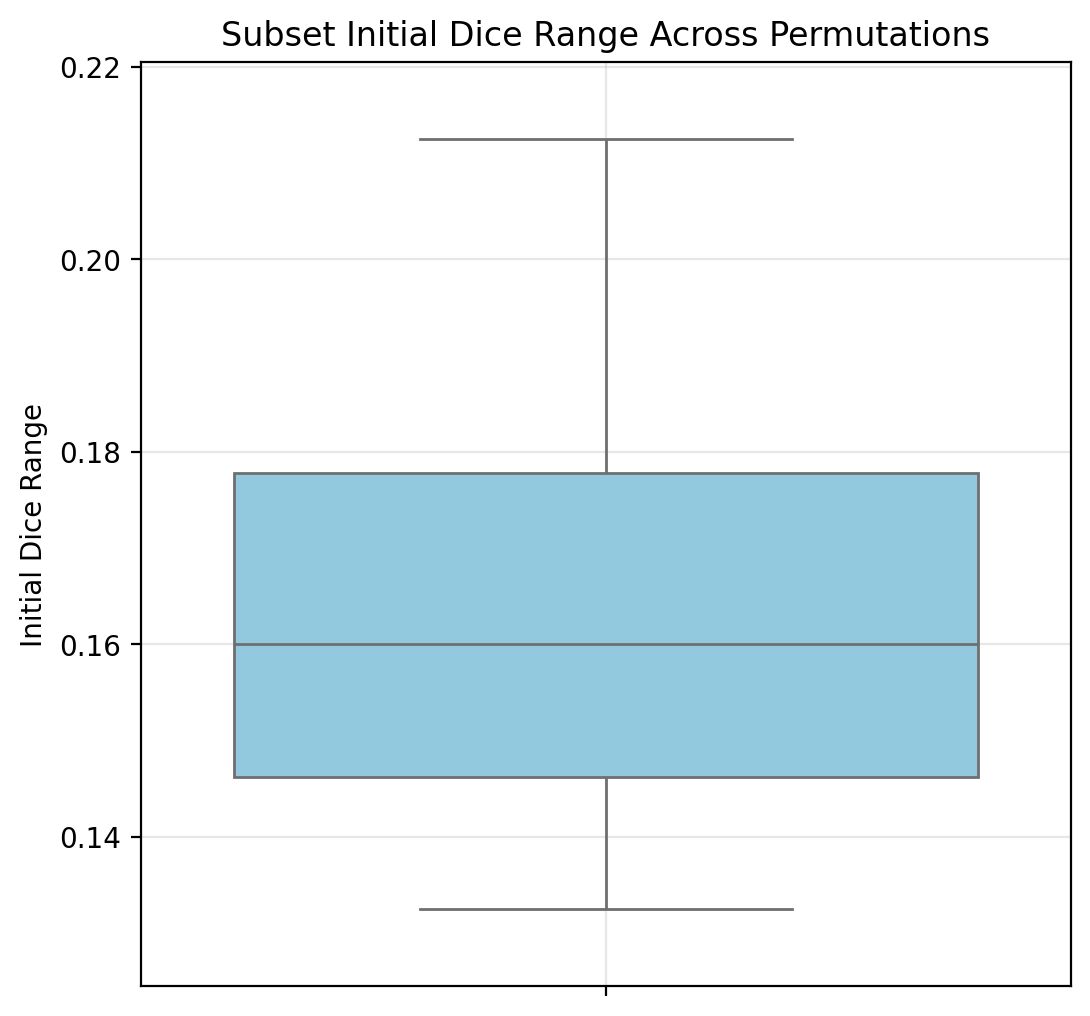 Subset Initial Dice Range Across Permutations
0.22
0.20
0.18
0.16
0.14
Initial Dice Range